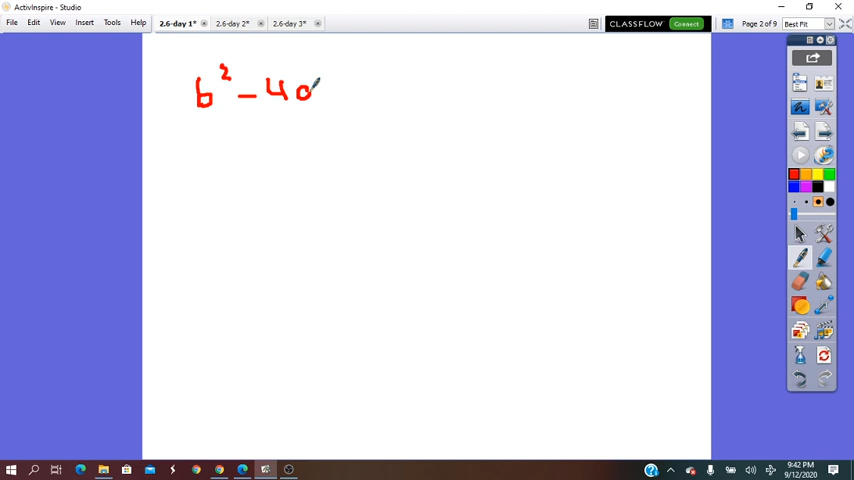 ActivInspire - Studio
File Edit View Insert Tools Help 2.6-day 1* 2.6-day 2* 2.6-day 3* CLASSFLOW Connect Page 2 of 9 Best Fit
b² - 4a
9:42 PM
9/12/2020